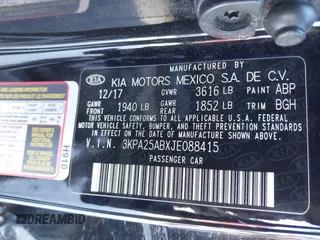 KIA KIA MOTORS MEXICO S.A. DE C.V.
12/17 GVWR 3616 LB PAINT ABP
GAWR FRONT 1940 LB GAWR REAR 1852 LB TRIM BGH
THIS VEHICLE CONFORMS TO ALL APPLICABLE
FEDERAL MOTOR VEHICLE SAFETY, BUMPER, AND
THEFT PREVENTION STANDARDS IN EFFECT ON THE DATE
OF MANUFACTURE SHOWN ABOVE.
V.I.N. 3KPA25ABXJE088415
PASSENGER CAR
H910
DREAMBID